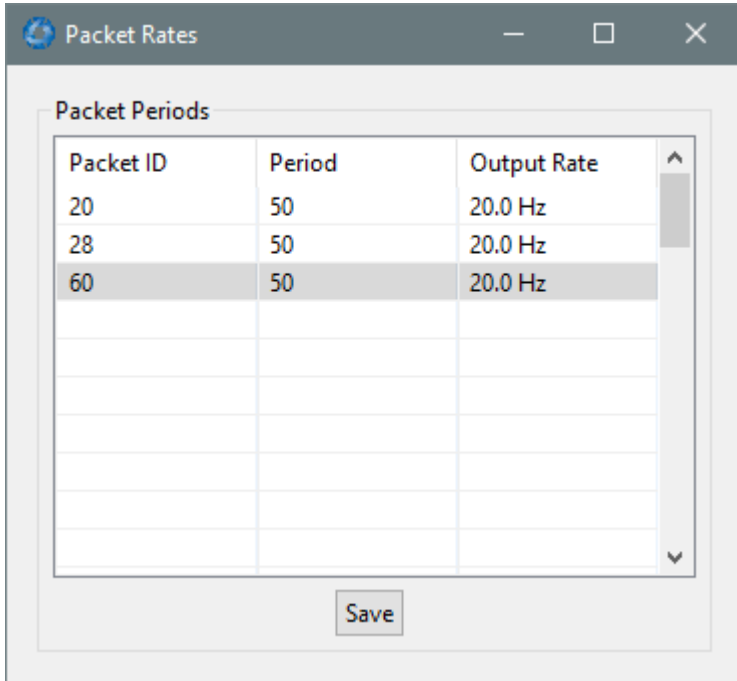 Packet Rates
Packet Periods
Packet ID Period Output Rate
20 50 20.0 Hz
28 50 20.0 Hz
60 50 20.0 Hz
Save